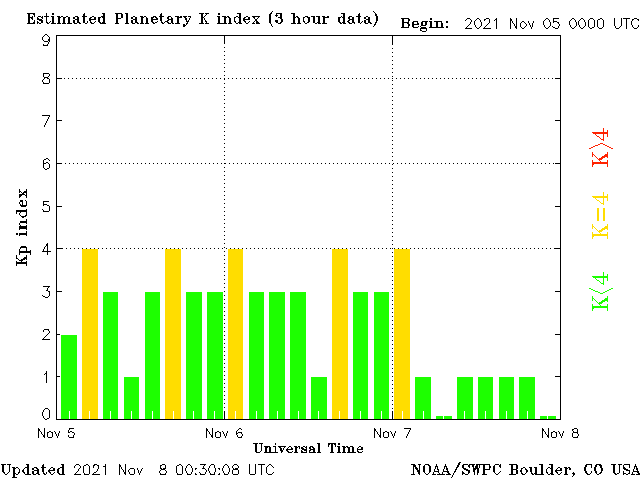 Estimated Planetary K index (3 hour data) Begin: 2021 Nov 05 0000 UTC
9
8
7
6
5
4
3
2
1
0
Kp index
K<4 K=4 K>4
Nov 5 Nov 6 Nov 7 Nov 8
Universal Time
Updated 2021 Nov 8 00:30:08 UTC NOAA/SWPC Boulder, CO USA